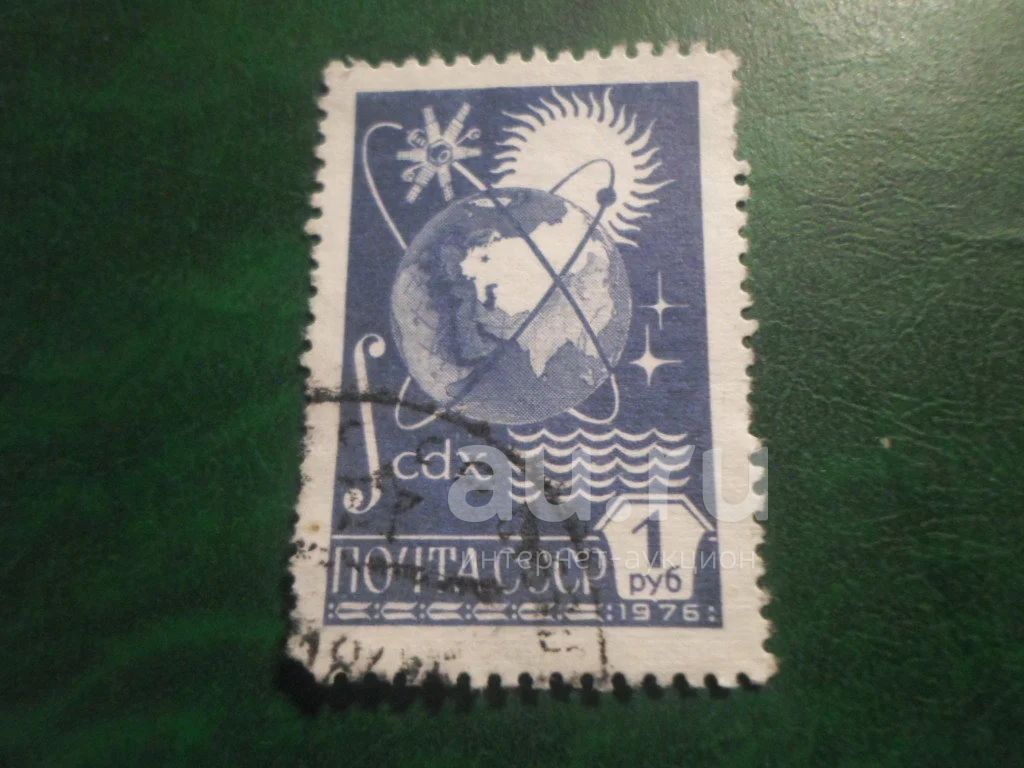 ∫cdx
au.ru
ПОЧТА СССР
интернет-аукцион
1
руб
1976